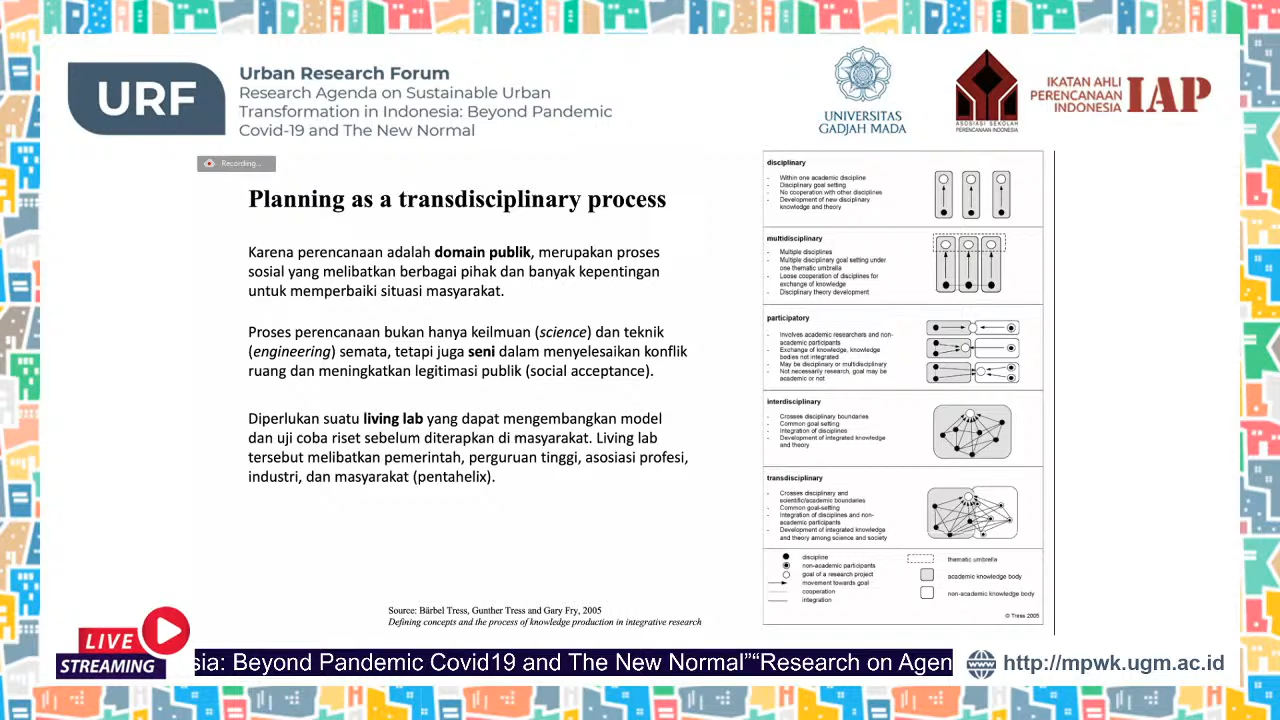 URF
Urban Research Forum
Research Agenda on Sustainable Urban
Transformation in Indonesia: Beyond Pandemic
Covid-19 and The New Normal
UNIVERSITAS
GADJAH MADA
ASOSIASI SEKOLAH
PERENCANAAN INDONESIA
IKATAN AHLI
PERENCANAAN
INDONESIA
IAP
Recording...
Planning as a transdisciplinary process
Karena perencanaan adalah domain publik, merupakan proses
sosial yang melibatkan berbagai pihak dan banyak kepentingan
untuk memperbaiki situasi masyarakat.
Proses perencanaan bukan hanya keilmuan (science) dan teknik
(engineering) semata, tetapi juga seni dalam menyelesaikan konflik
ruang dan meningkatkan legitimasi publik (social acceptance).
Diperlukan suatu living lab yang dapat mengembangkan model
dan uji coba riset sebelum diterapkan di masyarakat. Living lab
tersebut melibatkan pemerintah, perguruan tinggi, asosiasi profesi,
industri, dan masyarakat (pentahelix).
Source: Bärbel Tress, Gunther Tress and Gary Fry, 2005
Defining concepts and the process of knowledge production in integrative research
disciplinary
- Within one academic discipline
- Disciplinary goal setting
- No cooperation with other disciplines
- Development of new disciplinary
knowledge and theory
multidisciplinary
- Multiple disciplines
- Multiple disciplinary goal setting under
one thematic umbrella
- Loose cooperation of disciplines for
exchange of knowledge
- Disciplinary theory development
participatory
- Involves academic researchers and non-
academic participants
- Exchange of knowledge, knowledge
bodies not integrated
- May be disciplinary or multidisciplinary
- Not necessarily research, goal may be
academic or not
interdisciplinary
- Crosses disciplinary boundaries
- Common goal setting
- Integration of disciplines
- Development of integrated knowledge
and theory
transdisciplinary
- Crosses disciplinary and
scientific/academic boundaries
- Common goal-setting
- Integration of disciplines and non-
academic participants
- Development of integrated knowledge
and theory among science and society
discipline
non-academic participants
goal of a research project
movement towards goal
cooperation
integration
thematic umbrella
academic knowledge body
non-academic knowledge body
© Tress 2005
LIVE
STREAMING
sia: Beyond Pandemic Covid19 and The New Normal”“Research on Agen
http://mpwk.ugm.ac.id